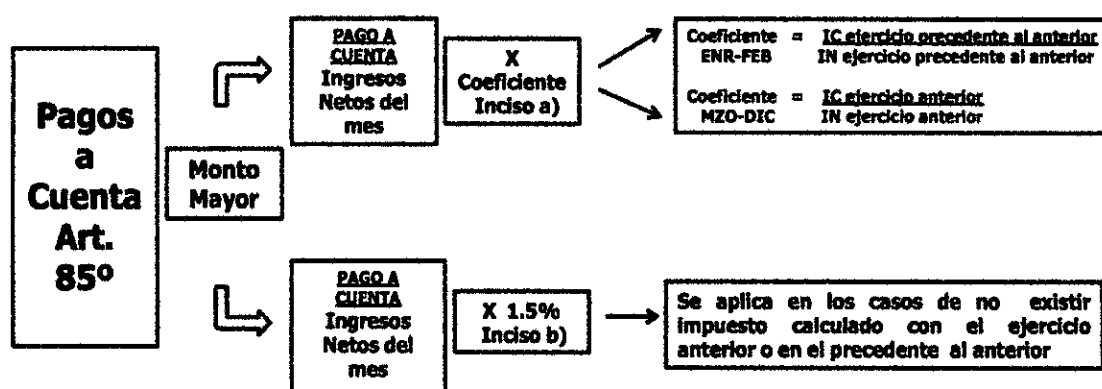 Pagos
a
Cuenta
Art.
85º
Monto
Mayor
PAGO A
CUENTA
Ingresos
Netos del
mes
X
Coeficiente
Inciso a)
Coeficiente = IC ejercicio precedente al anterior
ENR-FEB IN ejercicio precedente al anterior
Coeficiente = IC ejercicio anterior
MZO-DIC IN ejercicio anterior
PAGO A
CUENTA
Ingresos
Netos del
mes
X 1.5%
Inciso b)
Se aplica en los casos de no existir
impuesto calculado con el ejercicio
anterior o en el precedente al anterior